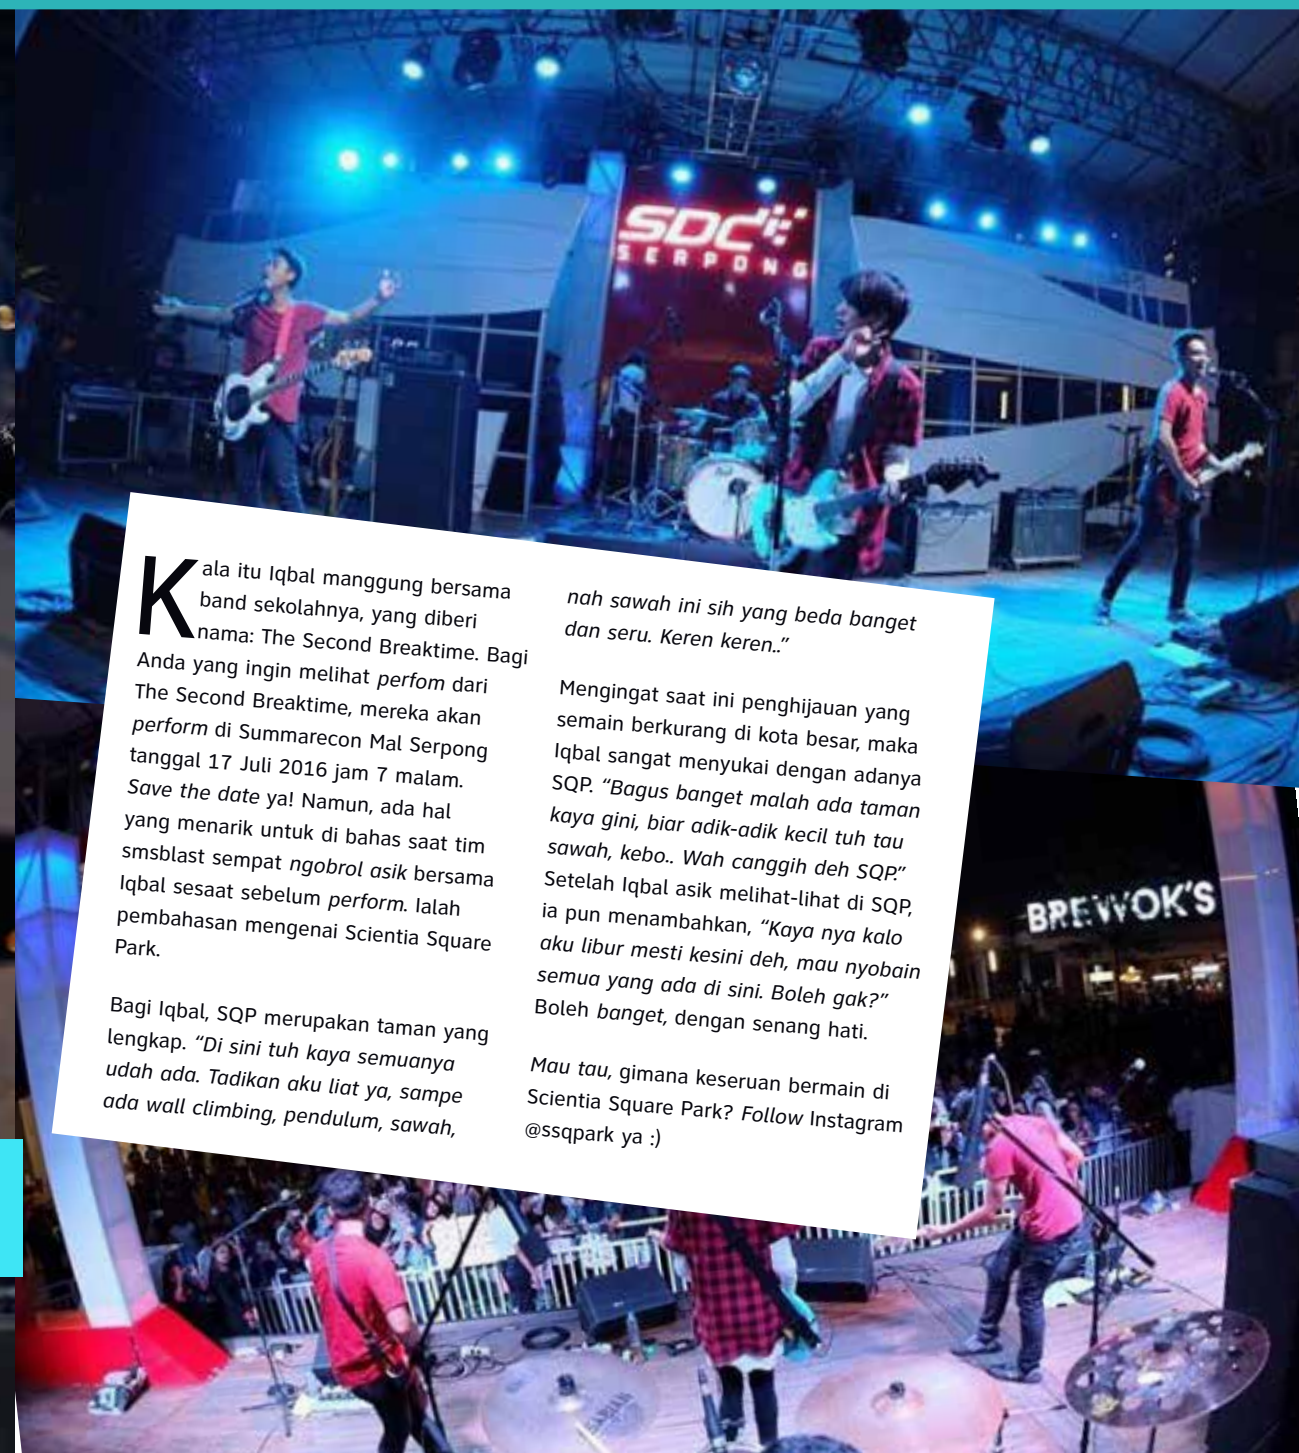 SDC
SERPONG
Kala itu Iqbal manggung bersama
band sekolahnya, yang diberi
nama: The Second Breaktime. Bagi
Anda yang ingin melihat perfom dari
The Second Breaktime, mereka akan
perform di Summarecon Mal Serpong
tanggal 17 Juli 2016 jam 7 malam.
Save the date ya! Namun, ada hal
yang menarik untuk di bahas saat tim
smsblast sempat ngobrol asik bersama
Iqbal sesaat sebelum perform. Ialah
pembahasan mengenai Scientia Square
Park.
Bagi Iqbal, SQP merupakan taman yang
lengkap. “Di sini tuh kaya semuanya
udah ada. Tadikan aku liat ya, sampe
ada wall climbing, pendulum, sawah,
nah sawah ini sih yang beda banget
dan seru. Keren keren..”
Mengingat saat ini penghijauan yang
semain berkurang di kota besar, maka
Iqbal sangat menyukai dengan adanya
SQP. “Bagus banget malah ada taman
kaya gini, biar adik-adik kecil tuh tau
sawah, kebo.. Wah canggih deh SQP.”
Setelah Iqbal asik melihat-lihat di SQP,
ia pun menambahkan, “Kaya nya kalo
aku libur mesti kesini deh, mau nyobain
semua yang ada di sini. Boleh gak?”
Boleh banget, dengan senang hati.
Mau tau, gimana keseruan bermain di
Scientia Square Park? Follow Instagram
@ssqpark ya :)
BREWOK'S
SABIAN